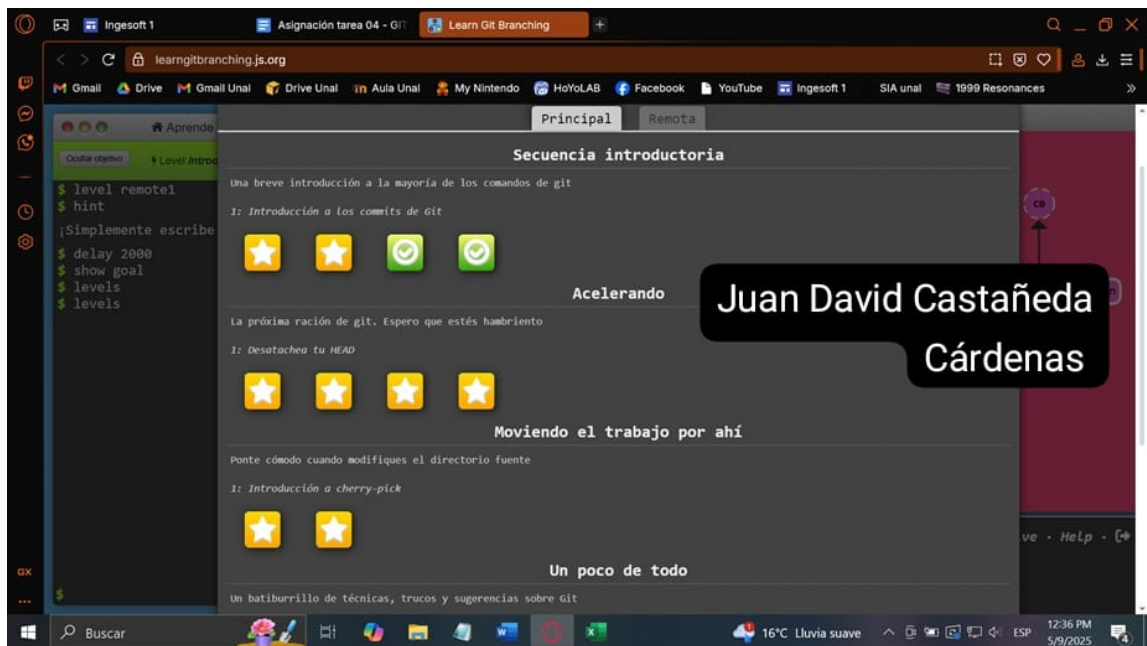 Ingesoft 1
Asignación tarea 04 - GIT
Learn Git Branching
learngitbranching.js.org
Gmail
Drive
Gmail Unal
Drive Unal
Aula Unal
My Nintendo
HoYoLAB
Facebook
YouTube
Ingesoft 1
SIA unal
1999 Resonances
Aprende
Principal
Remota
Ocultar objetivo
Level Introd
Secuencia introductoria
Una breve introducción a la mayoría de los comandos de git
1: Introducción a los commits de Git
$ level remote1
$ hint
¡Simplemente escribe
$ delay 2000
$ show goal
$ levels
$ levels
$
Acelerando
La próxima ración de git. Espero que estés hambriento
1: Desatachea tu HEAD
Moviendo el trabajo por ahí
Ponte cómodo cuando modifiques el directorio fuente
1: Introducción a cherry-pick
Un poco de todo
Un batiburrillo de técnicas, trucos y sugerencias sobre Git
C0
Juan David Castañeda
Cárdenas
ve · Help ·
GX
Buscar
16°C Lluvia suave
ESP
12:36 PM
5/9/2025
4